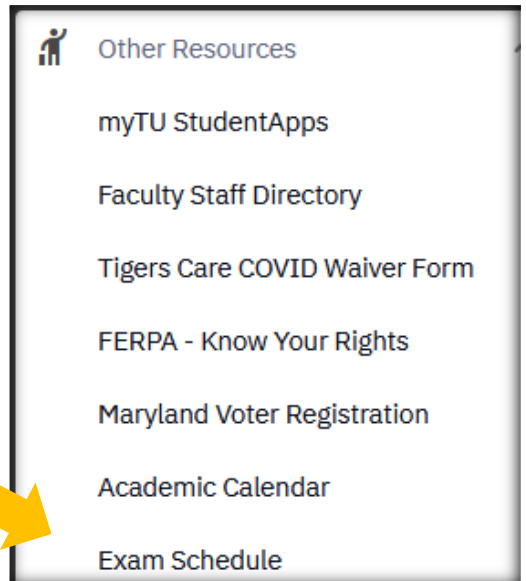 Other Resources
myTU StudentApps
Faculty Staff Directory
Tigers Care COVID Waiver Form
FERPA - Know Your Rights
Maryland Voter Registration
Academic Calendar
Exam Schedule